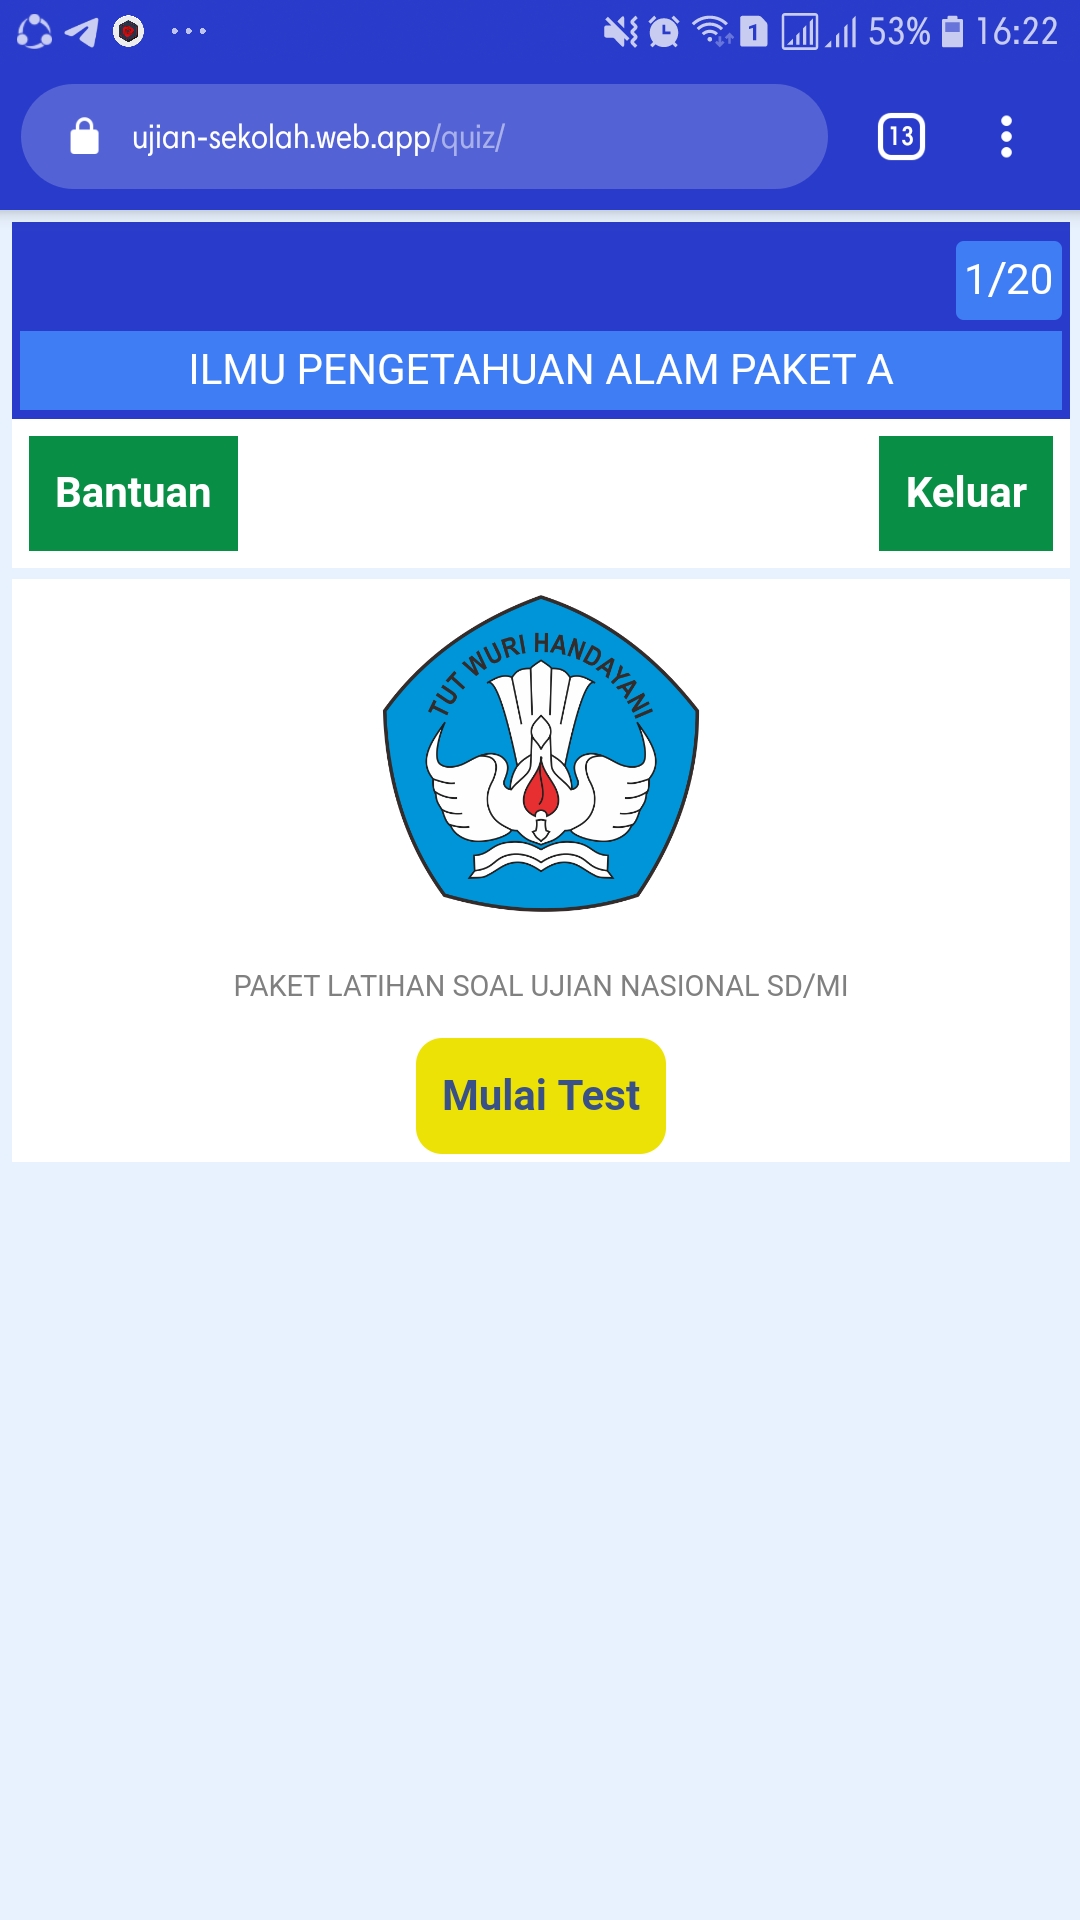 53% 16:22
ujian-sekolah.web.app/quiz/
13
1/20
ILMU PENGETAHUAN ALAM PAKET A
Bantuan
Keluar
TUT WURI HANDAYANI
PAKET LATIHAN SOAL UJIAN NASIONAL SD/MI
Mulai Test